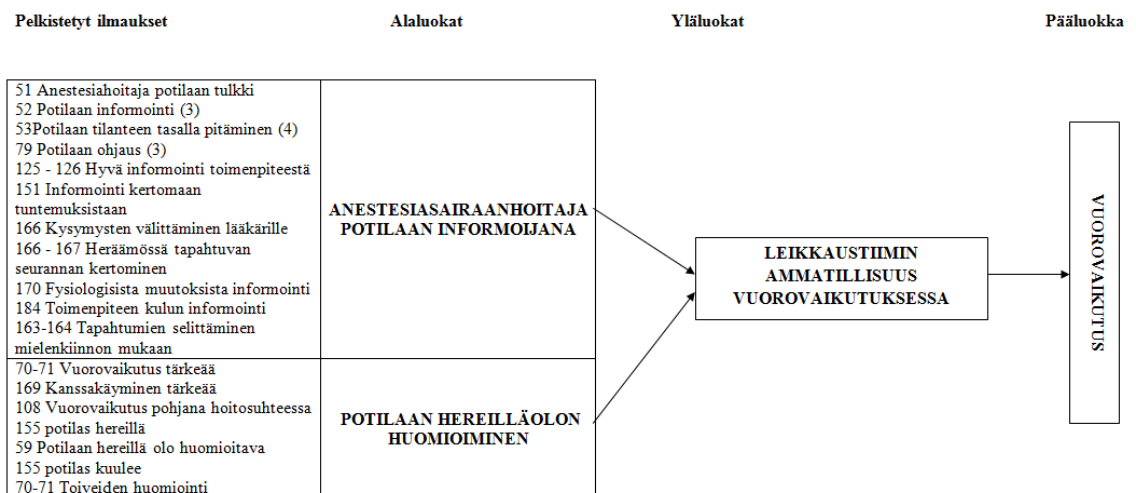 Pelkistetyt ilmaukset
Alaluokat
Yläluokat
Pääluokka
51 Anestesiahoitaja potilaan tulkki
52 Potilaan informointi (3)
53Potilaan tilanteen tasalla pitäminen (4)
79 Potilaan ohjaus (3)
125 - 126 Hyvä informointi toimenpiteestä
151 Informointi kertomaan
tuntemuksistaan
166 Kysymysten välittäminen lääkärille
166 - 167 Heräämössä tapahtuvan
seurannan kertominen
170 Fysiologisista muutoksista informointi
184 Toimenpiteen kulun informointi
163-164 Tapahtumien selittäminen
mielenkiinnon mukaan
ANESTESIASAIRAANHOITAJA
POTILAAN INFORMOIJANA
70-71 Vuorovaikutus tärkeää
169 Kanssakäyminen tärkeää
108 Vuorovaikutus pohjana hoitosuhteessa
155 potilas hereillä
59 Potilaan hereillä olo huomioitava
155 potilas kuulee
70-71 Toiveiden huomiointi
POTILAAN HEREILLÄOLON
HUOMIOIMINEN
LEIKKAUSTIIMIN
AMMATILLISUUS
VUOROVAIKUTUKSESSA
VUOROVAIKUTUS